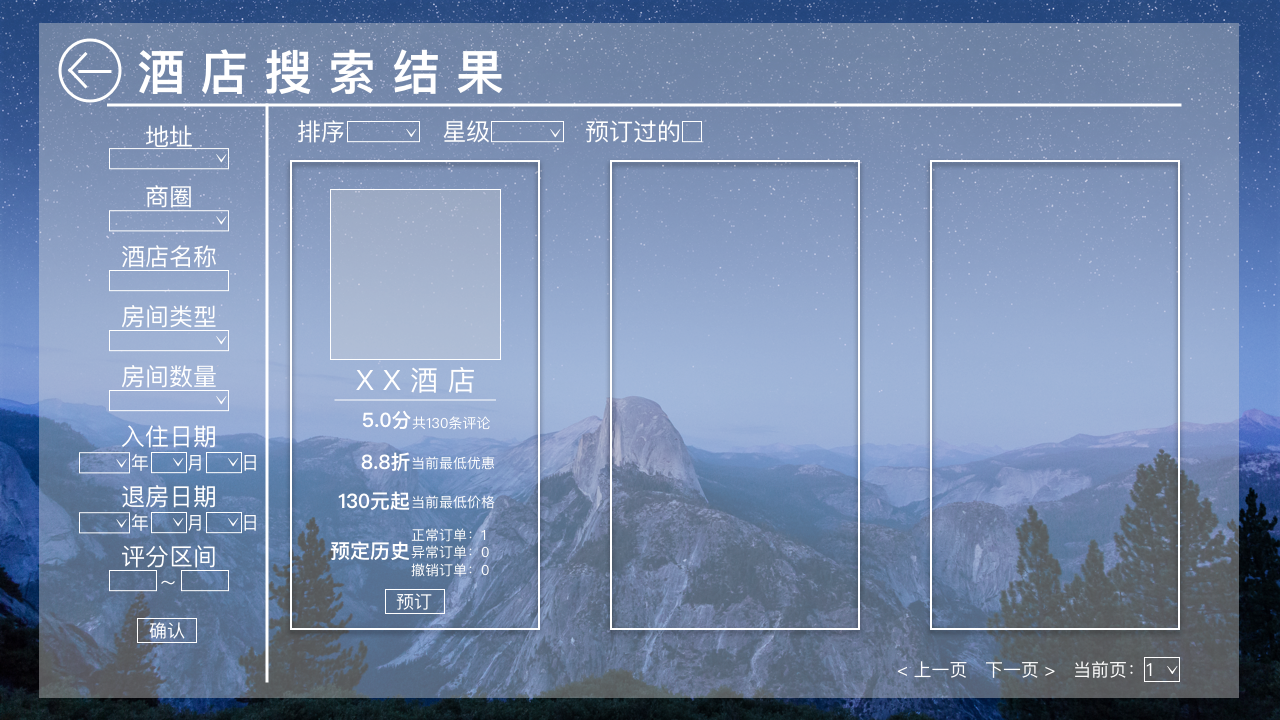 酒店搜索结果
地址
商圈
酒店名称
房间类型
房间数量
入住日期
年 月 日
退房日期
年 月 日
评分区间
~
确认
排序 星级 预订过的
XX酒店
5.0分 共130条评论
8.8折 当前最低优惠
130元起 当前最低价格
预定历史
正常订单：1
异常订单：0
撤销订单：0
预订
< 上一页 下一页 > 当前页：1